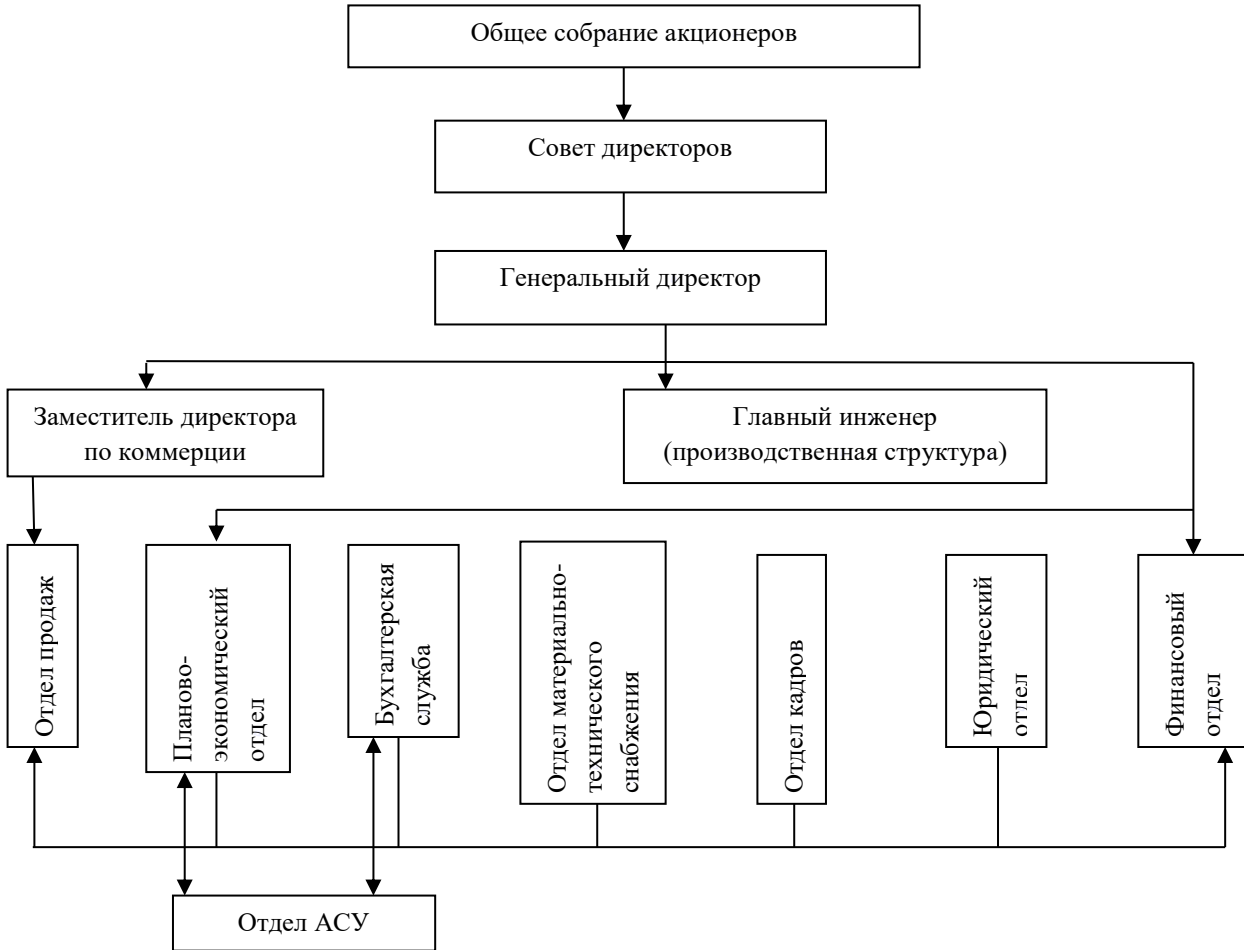 Общее собрание акционеров
Совет директоров
Генеральный директор
Заместитель директора
по коммерции
Главный инженер
(производственная структура)
Отдел продаж
Планово-
экономический
отдел
Бухгалтерская
служба
Отдел материально-
технического
снабжения
Отдел кадров
Юридический
отлел
Финансовый
отдел
Отдел АСУ